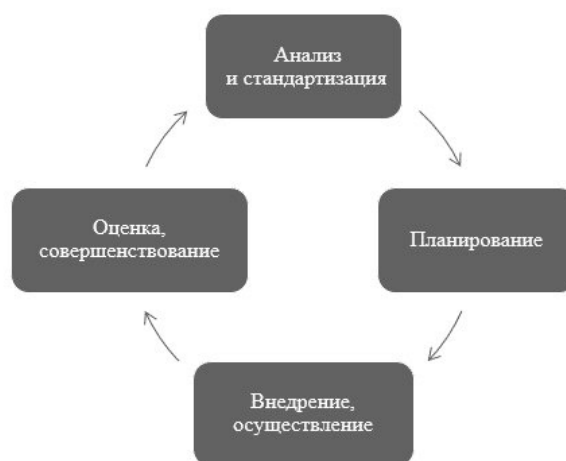 Анализ
и стандартизация
Планирование
Внедрение,
осуществление
Оценка,
совершенствование